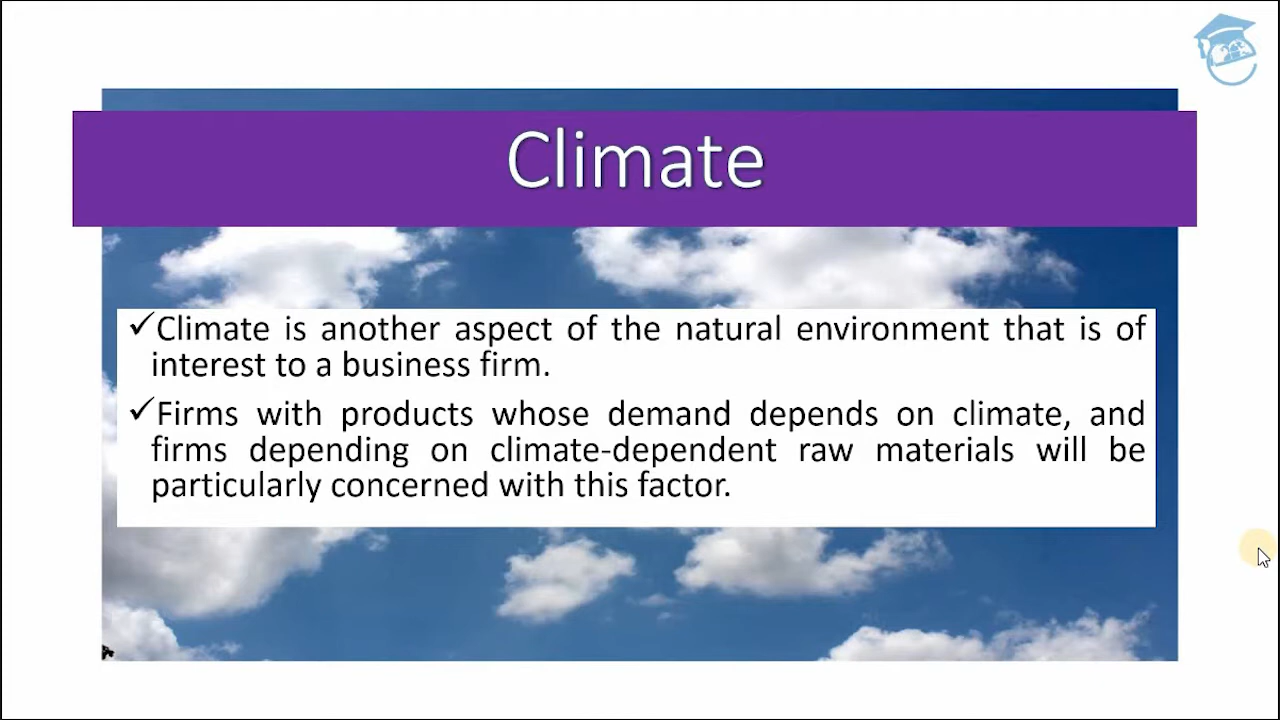 Climate
✓Climate is another aspect of the natural environment that is of
interest to a business firm.
✓Firms with products whose demand depends on climate, and
firms depending on climate-dependent raw materials will be
particularly concerned with this factor.